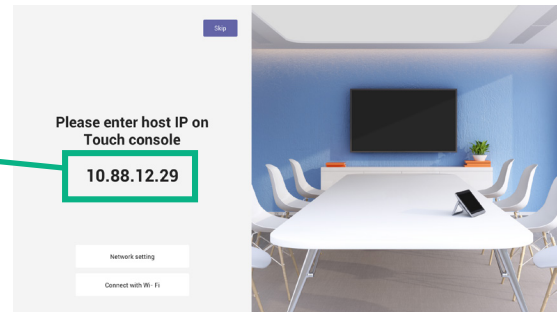 Skip
Please enter host IP on
Touch console
10.88.12.29
Network setting
Connect with Wi- Fi